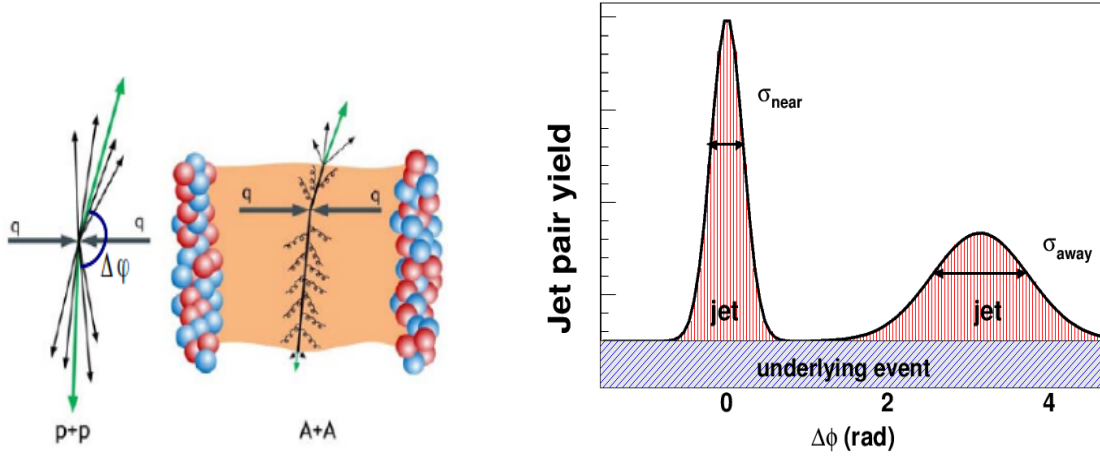 q
q
Δφ
p+p
q
q
A+A
Jet pair yield
σnear
σaway
jet
jet
underlying event
0
2
4
Δϕ (rad)